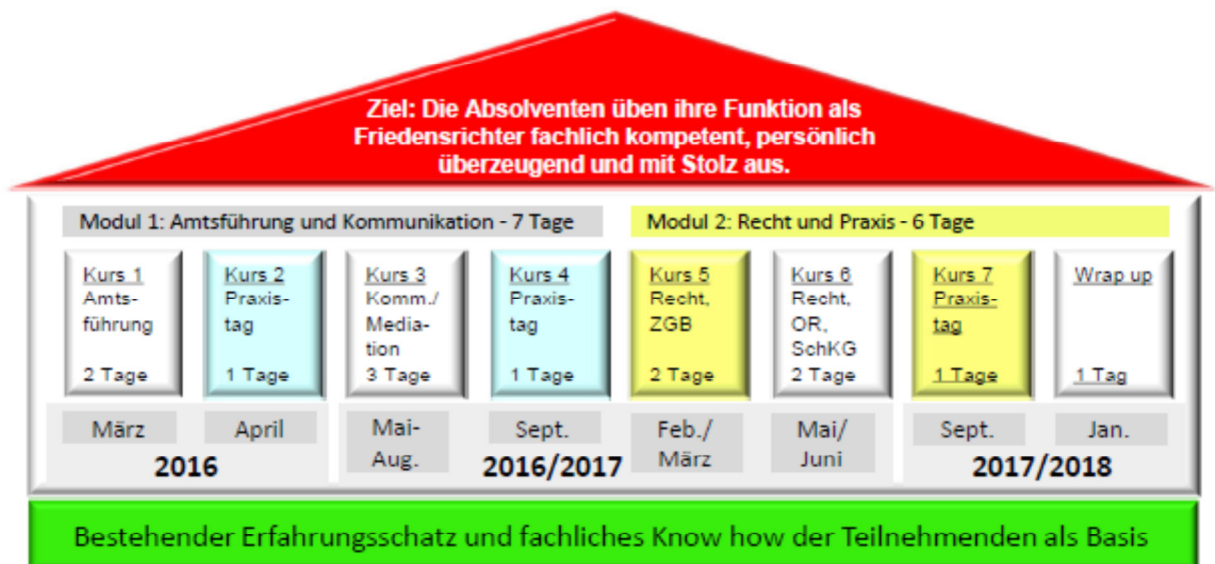 Ziel: Die Absolventen üben ihre Funktion als
Friedensrichter fachlich kompetent, persönlich
überzeugend und mit Stolz aus.
Modul 1: Amtsführung und Kommunikation - 7 Tage
Modul 2: Recht und Praxis - 6 Tage
Kurs 1
Amts-
führung
2 Tage
Kurs 2
Praxis-
tag
1 Tage
Kurs 3
Komm./
Media-
tion
3 Tage
Kurs 4
Praxis-
tag
1 Tage
Kurs 5
Recht,
ZGB
2 Tage
Kurs 6
Recht,
OR,
SchKG
2 Tage
Kurs 7
Praxis-
tag
1 Tage
Wrap up
1 Tag
März
April
2016
Mai-
Aug.
Sept.
2016/2017
Feb./
März
Mai/
Juni
Sept.
Jan.
2017/2018
Bestehender Erfahrungsschatz und fachliches Know how der Teilnehmenden als Basis